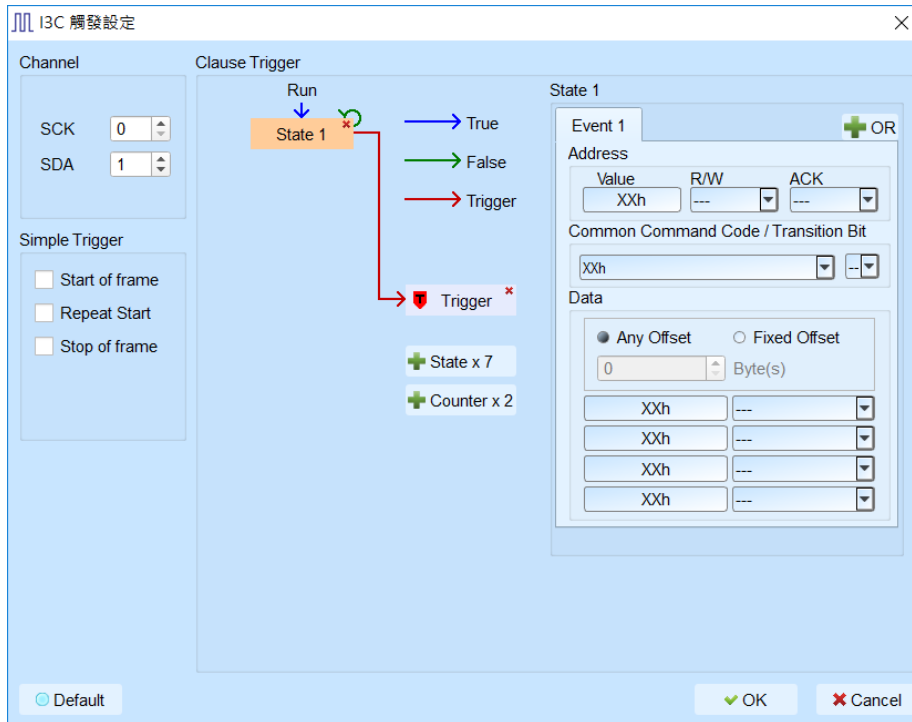 I3C 觸發設定
Channel
SCK 0
SDA 1
Simple Trigger
Start of frame
Repeat Start
Stop of frame
Clause Trigger
Run
State 1
True
False
Trigger
T Trigger
State x 7
Counter x 2
State 1
Event 1
OR
Address
Value R/W ACK
XXh --- ---
Common Command Code / Transition Bit
XXh --
Data
Any Offset Fixed Offset
0 Byte(s)
XXh ---
XXh ---
XXh ---
XXh ---
Default
OK
Cancel